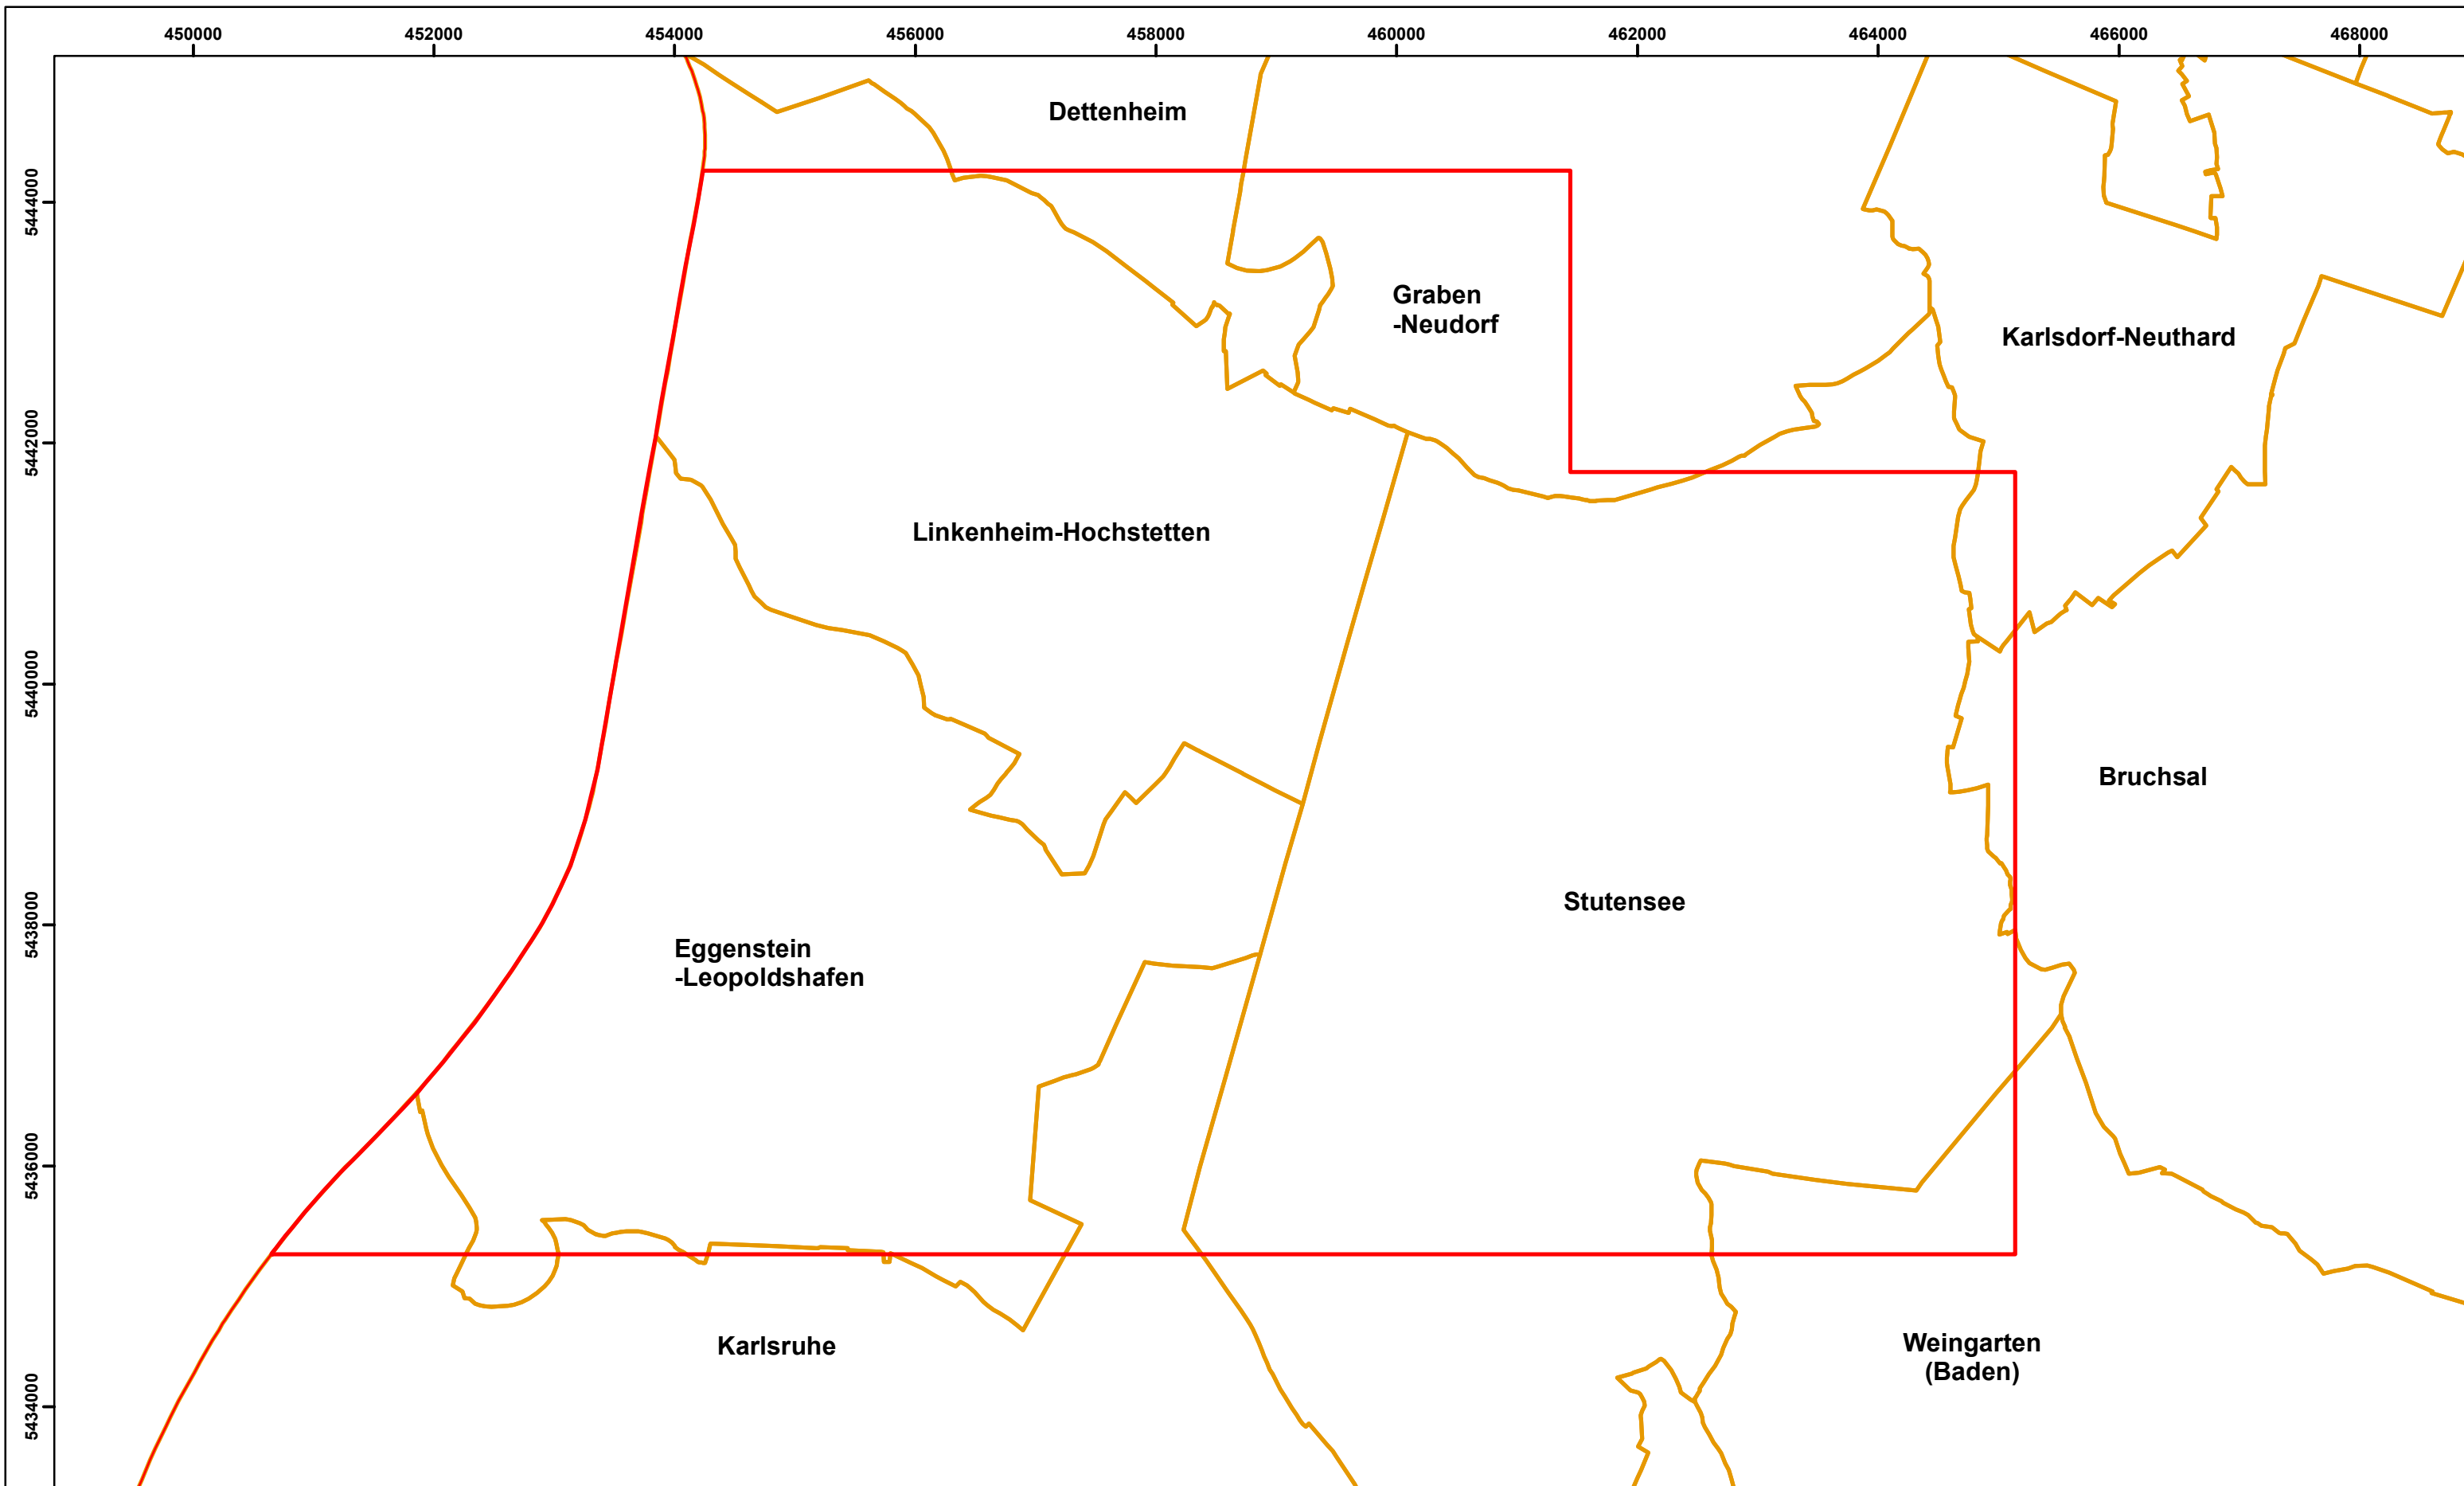 450000 452000 454000 456000 458000 460000 462000 464000 466000 468000
Dettenheim
5444000
Graben
-Neudorf
Karlsdorf-Neuthard
5442000
Linkenheim-Hochstetten
5440000
Bruchsal
Stutensee
5438000
Eggenstein
-Leopoldshafen
5436000
Karlsruhe
Weingarten
(Baden)
5434000